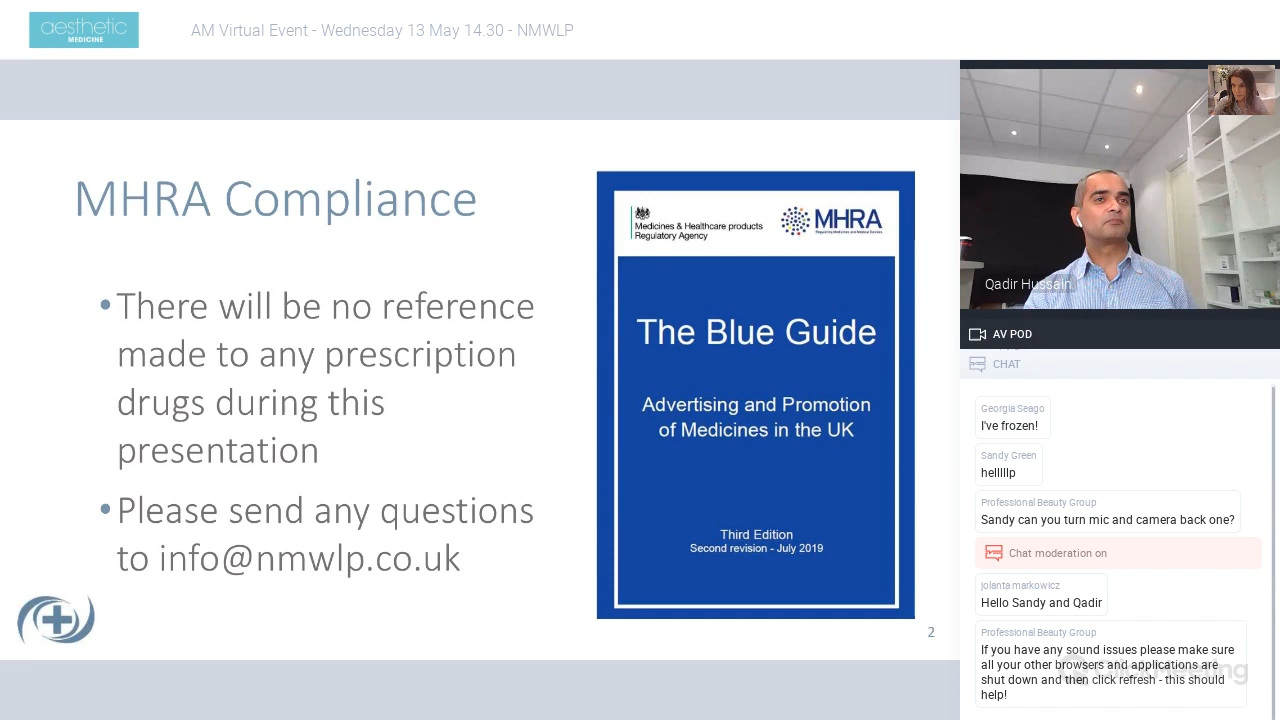 aesthetic
MEDICINE
AM Virtual Event - Wednesday 13 May 14.30 - NMWLP
MHRA Compliance
•There will be no reference
made to any prescription
drugs during this
presentation
•Please send any questions
to info@nmwlp.co.uk
Medicines & Healthcare products
Regulatory Agency
MHRA
Regulating Medicines and Medical Devices
The Blue Guide
Advertising and Promotion
of Medicines in the UK
Third Edition
Second revision - July 2019
2
Qadir Hussain
AV POD
CHAT
Georgia Seago
I've frozen!
Sandy Green
hellllllp
Professional Beauty Group
Sandy can you turn mic and camera back one?
Chat moderation on
jolanta markowicz
Hello Sandy and Qadir
Professional Beauty Group
If you have any sound issues please make sure
all your other browsers and applications are
shut down and then click refresh - this should
help!